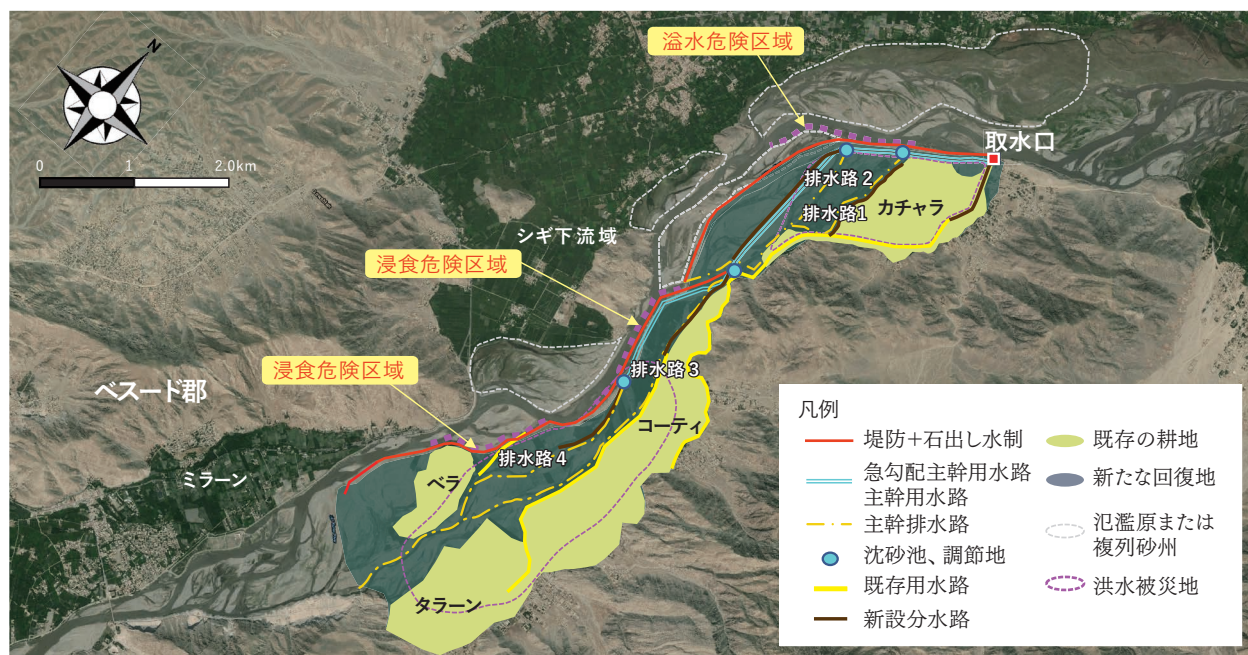 N
0 1 2.0km
溢水危険区域
取水口
排水路2
排水路1
カチャラ
シギ下流域
浸食危険区域
排水路3
浸食危険区域
ベスード郡
コーティ
排水路4
ベラ
ミラーン
タラーン
凡例
堤防+石出し水制
急勾配主幹用水路
主幹用水路
主幹排水路
沈砂池、調節地
既存用水路
新設分水路
既存の耕地
新たな回復地
氾濫原または
複列砂州
洪水被災地